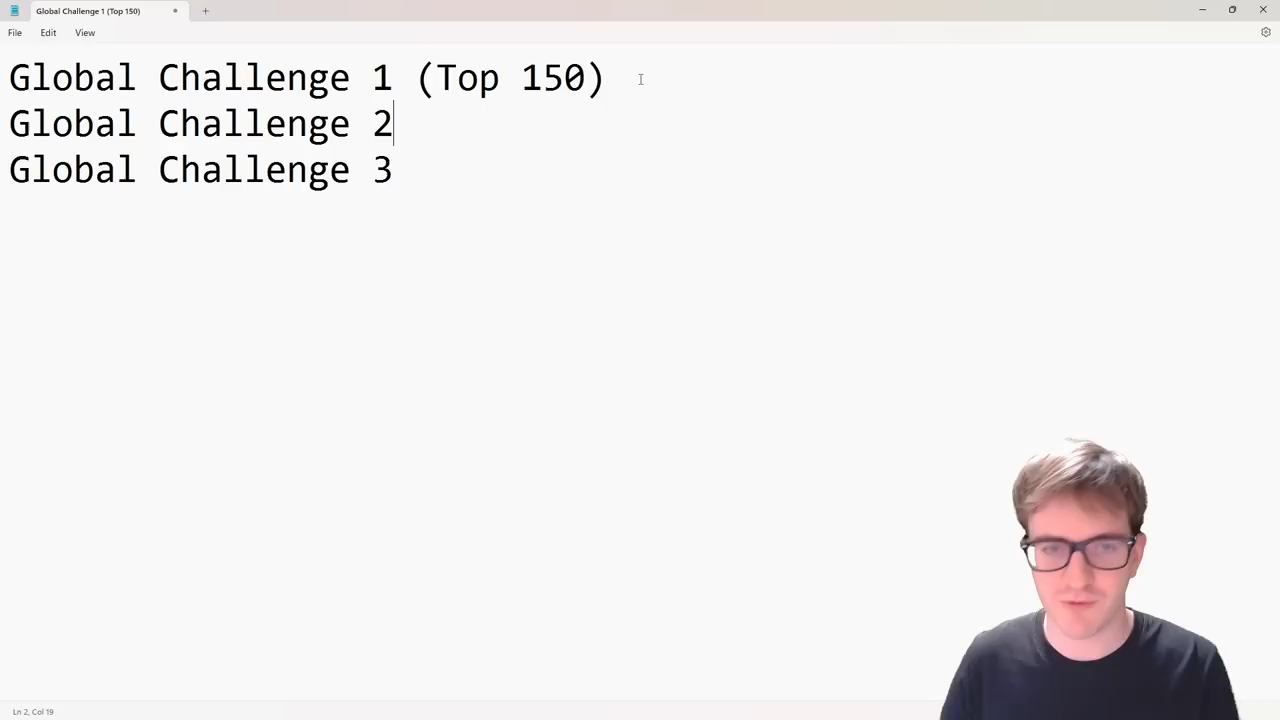 Global Challenge 1 (Top 150)
File Edit View
Global Challenge 1 (Top 150)
Global Challenge 2
Global Challenge 3
Ln 2, Col 19